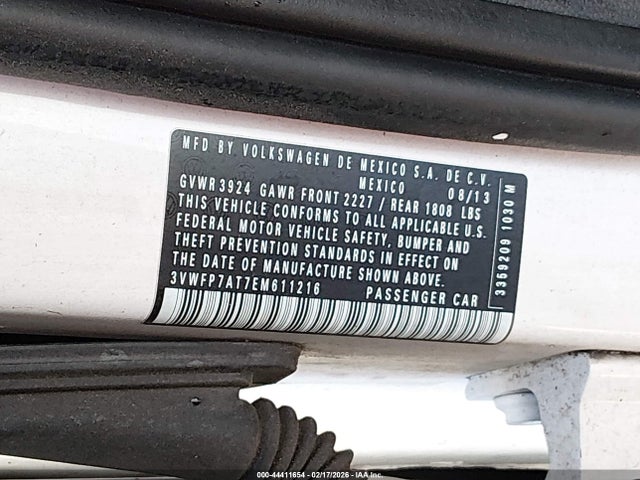 MFD BY VOLKSWAGEN DE MEXICO S.A. DE C.V.
MEXICO 08/13
GVWR 3924 GAWR FRONT 2227 / REAR 1808 LBS
THIS VEHICLE CONFORMS TO ALL APPLICABLE U.S.
FEDERAL MOTOR VEHICLE SAFETY, BUMPER AND
THEFT PREVENTION STANDARDS IN EFFECT ON
THE DATE OF MANUFACTURE SHOWN ABOVE.
3VWFP7AT7EM611216 PASSENGER CAR
3359209 1030 M
000-44411654 - 02/17/2026 - IAA Inc.